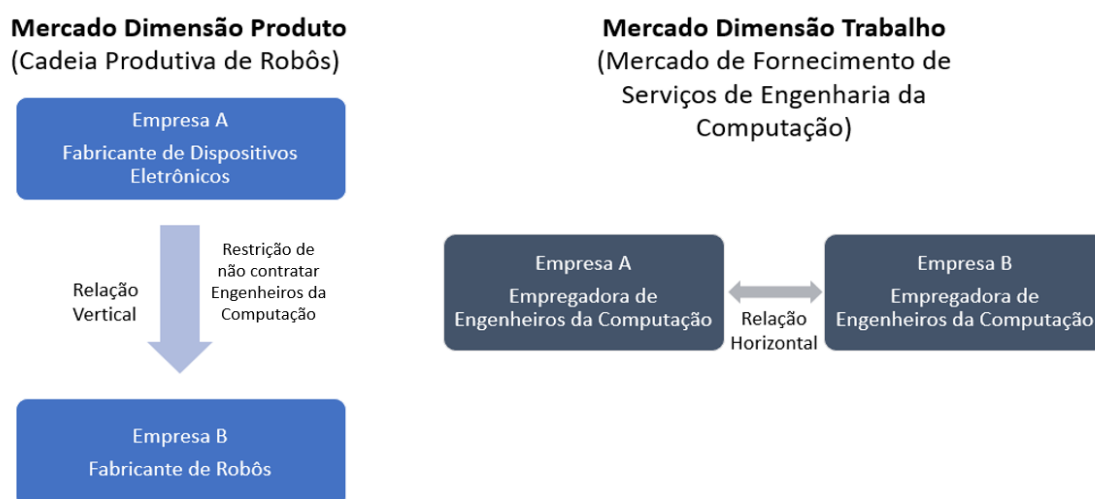 Mercado Dimensão Produto
(Cadeia Produtiva de Robôs)
Empresa A
Fabricante de Dispositivos
Eletrônicos
Relação
Vertical
Restrição de
não contratar
Engenheiros da
Computação
Empresa B
Fabricante de Robôs
Mercado Dimensão Trabalho
(Mercado de Fornecimento de
Serviços de Engenharia da
Computação)
Empresa A
Empregadora de
Engenheiros da Computação
Relação
Horizontal
Empresa B
Empregadora de
Engenheiros da Computação